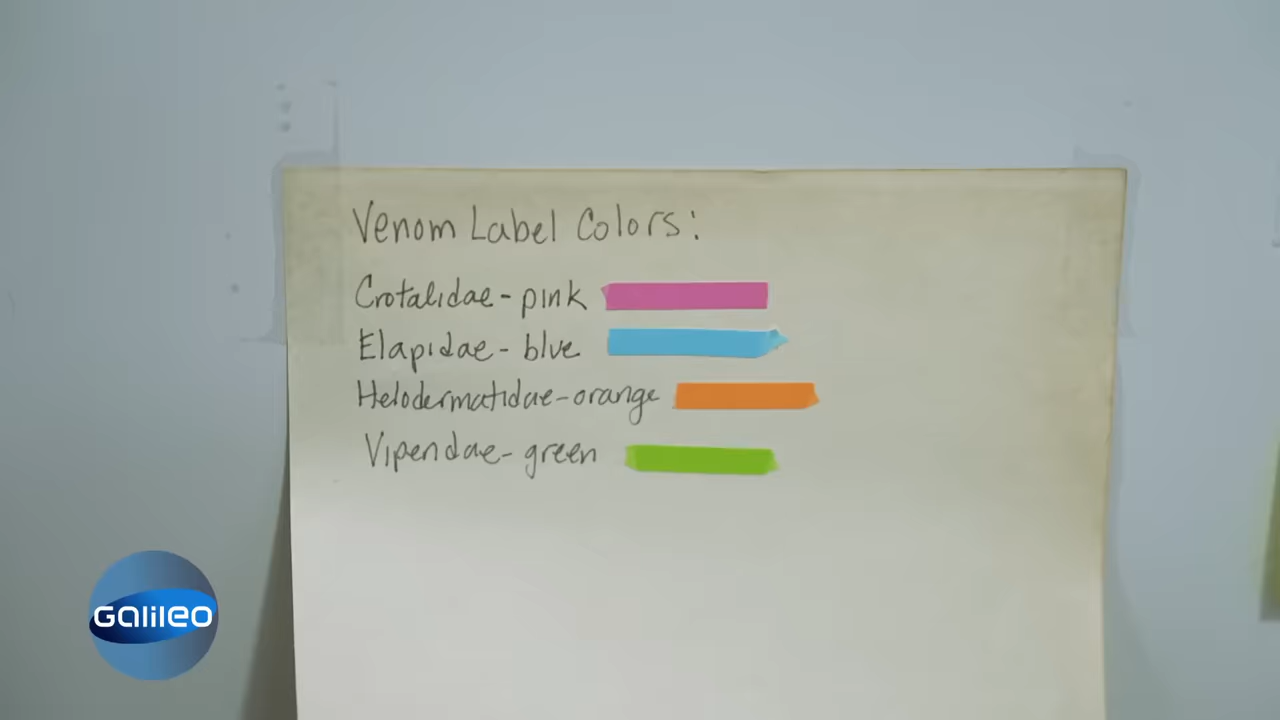 Venom Label Colors:
Crotalidae - pink
Elapidae - blue
Helodermatidae - orange
Viperidae - green
Galileo